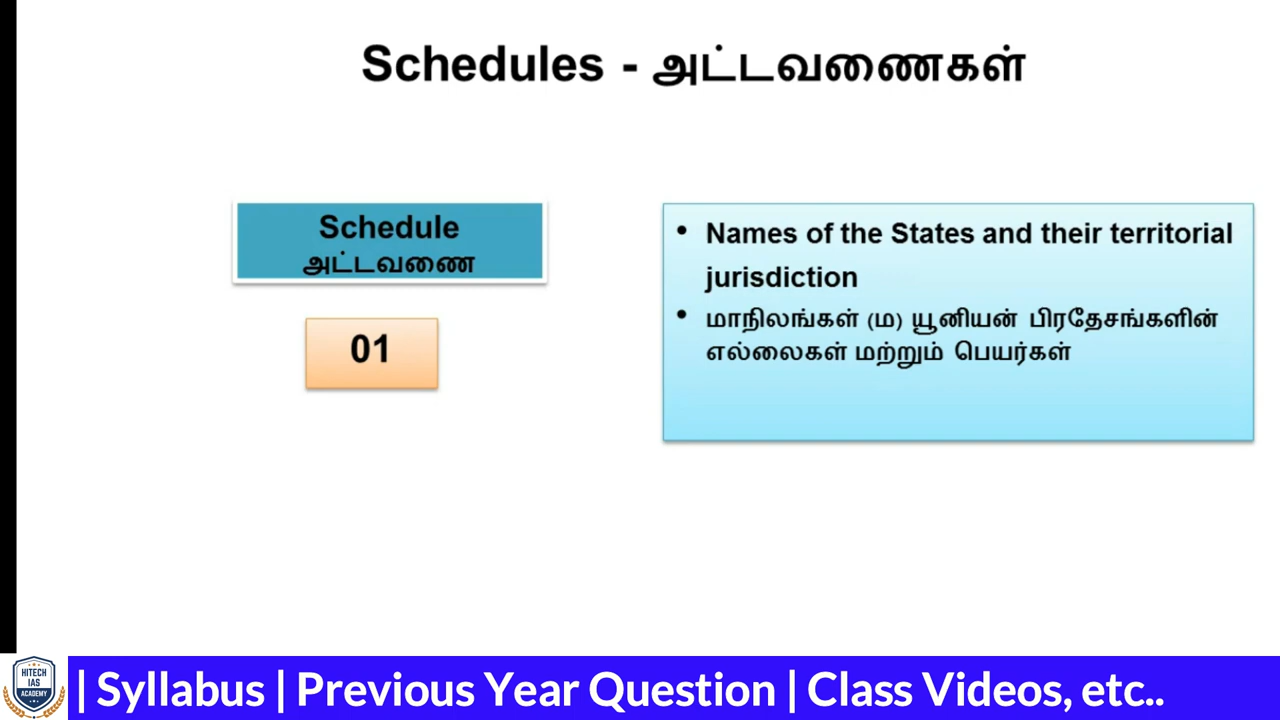 Schedules - அட்டவணைகள்
Schedule
அட்டவணை
01
• Names of the States and their territorial
jurisdiction
• மாநிலங்கள் (ம) யூனியன் பிரதேசங்களின்
எல்லைகள் மற்றும் பெயர்கள்
HITECH
IAS
ACADEMY
| Syllabus | Previous Year Question | Class Videos, etc..